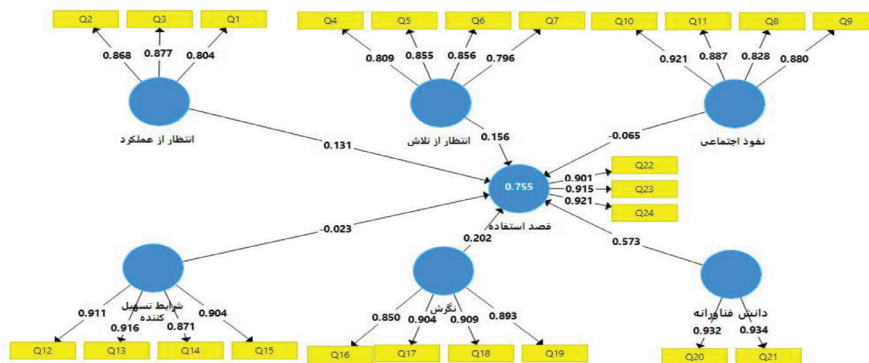 Q2 Q3 Q1
0.868 0.877 0.804
انتظار از عملکرد
Q4 Q5 Q6 Q7
0.809 0.855 0.856 0.796
انتظار از تلاش
Q10 Q11 Q8 Q9
0.921 0.887 0.828 0.880
نفوذ اجتماعی
0.131
0.156
-0.065
0.755
قصد استفاده
0.901 Q22
0.915 Q23
0.921 Q24
-0.023
0.202
0.573
شرایط تسهیل
کننده
0.911 0.916 0.871 0.904
Q12 Q13 Q14 Q15
نگرش
0.850 0.904 0.909 0.893
Q16 Q17 Q18 Q19
دانش فناورانه
0.932 0.934
Q20 Q21